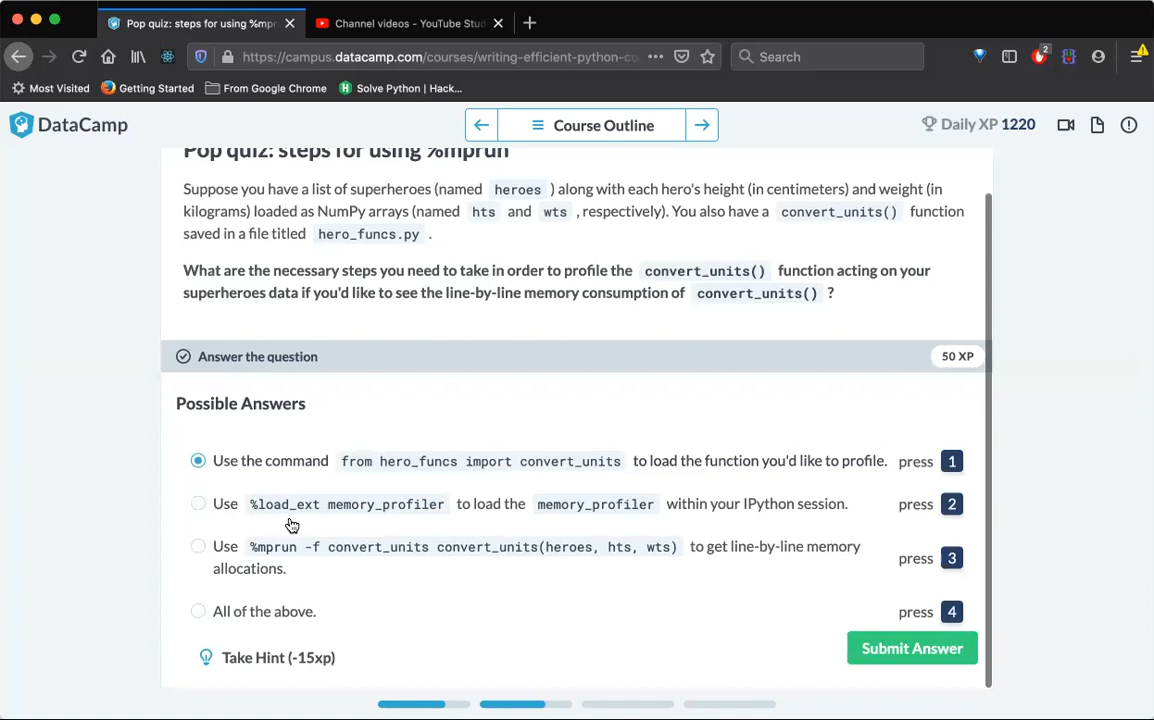 Pop quiz: steps for using %mpru
Channel videos - YouTube Stud
https://campus.datacamp.com/courses/writing-efficient-python-co
Search
2
Most Visited
Getting Started
From Google Chrome
Solve Python | Hack...
DataCamp
Course Outline
Daily XP 1220
Pop quiz: steps for using %mprun
Suppose you have a list of superheroes (named heroes ) along with each hero's height (in centimeters) and weight (in
kilograms) loaded as NumPy arrays (named hts and wts , respectively). You also have a convert_units() function
saved in a file titled hero_funcs.py .
What are the necessary steps you need to take in order to profile the convert_units() function acting on your
superheroes data if you'd like to see the line-by-line memory consumption of convert_units() ?
Answer the question
50 XP
Possible Answers
Use the command from hero_funcs import convert_units to load the function you'd like to profile. press 1
Use %load_ext memory_profiler to load the memory_profiler within your IPython session. press 2
Use %mprun -f convert_units convert_units(heroes, hts, wts) to get line-by-line memory
allocations.
press 3
All of the above. press 4
Take Hint (-15xp)
Submit Answer